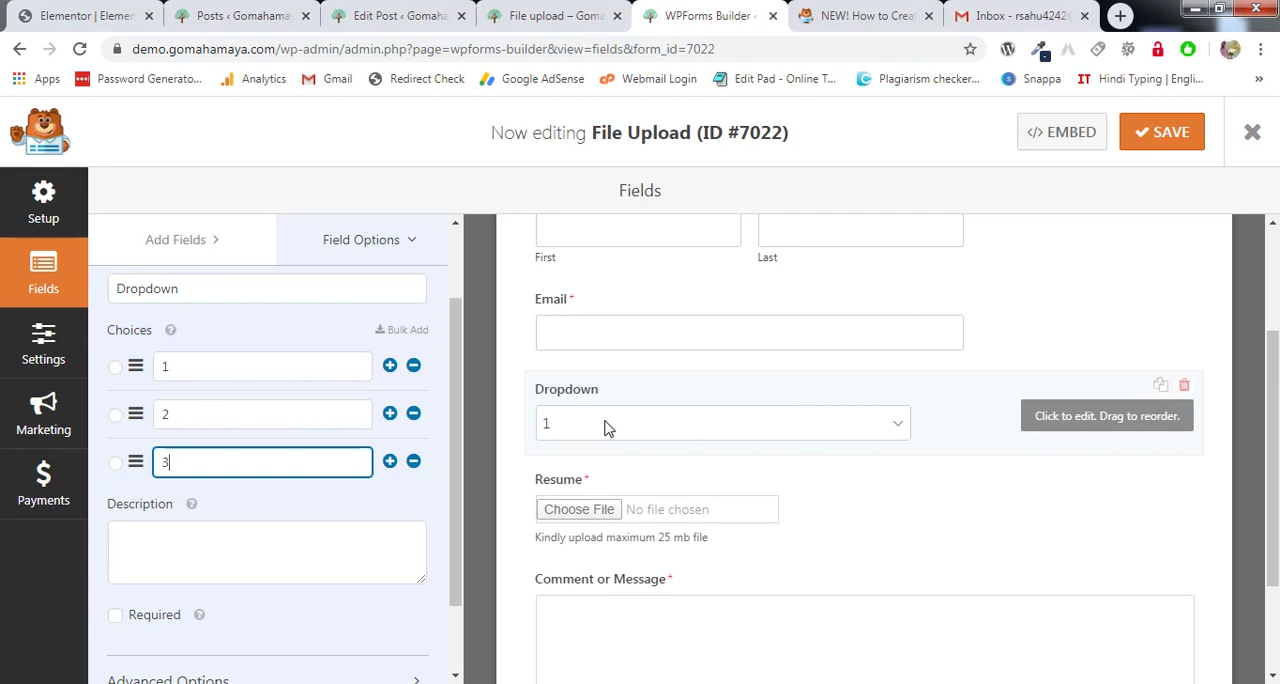 Elementor | Elemen
Posts ‹ Gomahama
Edit Post ‹ Gomaha
File upload – Goma
WPForms Builder ‹
NEW! How to Crea
Inbox - rsahu4242@
demo.gomahamaya.com/wp-admin/admin.php?page=wpforms-builder&view=fields&form_id=7022
Apps
Password Generato...
Analytics
Gmail
Redirect Check
Google AdSense
Webmail Login
Edit Pad - Online T...
Plagiarism checker...
Snappa
Hindi Typing | Engli...
»
Now editing File Upload (ID #7022)
</> EMBED
SAVE
Fields
Setup
Fields
Settings
Marketing
Payments
Add Fields
Field Options
Dropdown
Choices
Bulk Add
1
2
3
Description
Required
Advanced Options
First
Last
Email *
Dropdown
1
Click to edit. Drag to reorder.
Resume *
Choose File No file chosen
Kindly upload maximum 25 mb file
Comment or Message *